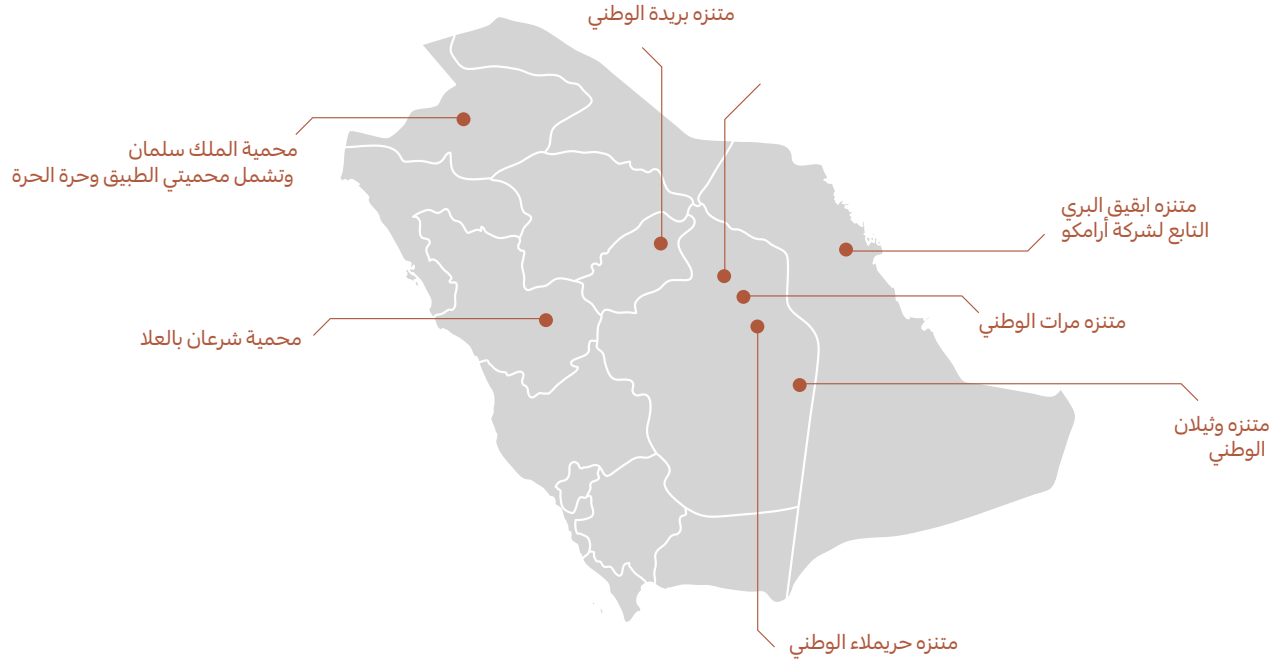 متنزه بريدة الوطني
محمية الملك سلمان
وتشمل محميتي الطبيق وحرة الحرة
متنزه ابقيق البري
التابع لشركة أرامكو
متنزه مرات الوطني
محمية شرعان بالعلا
متنزه وثيلان
الوطني
متنزه حريملاء الوطني